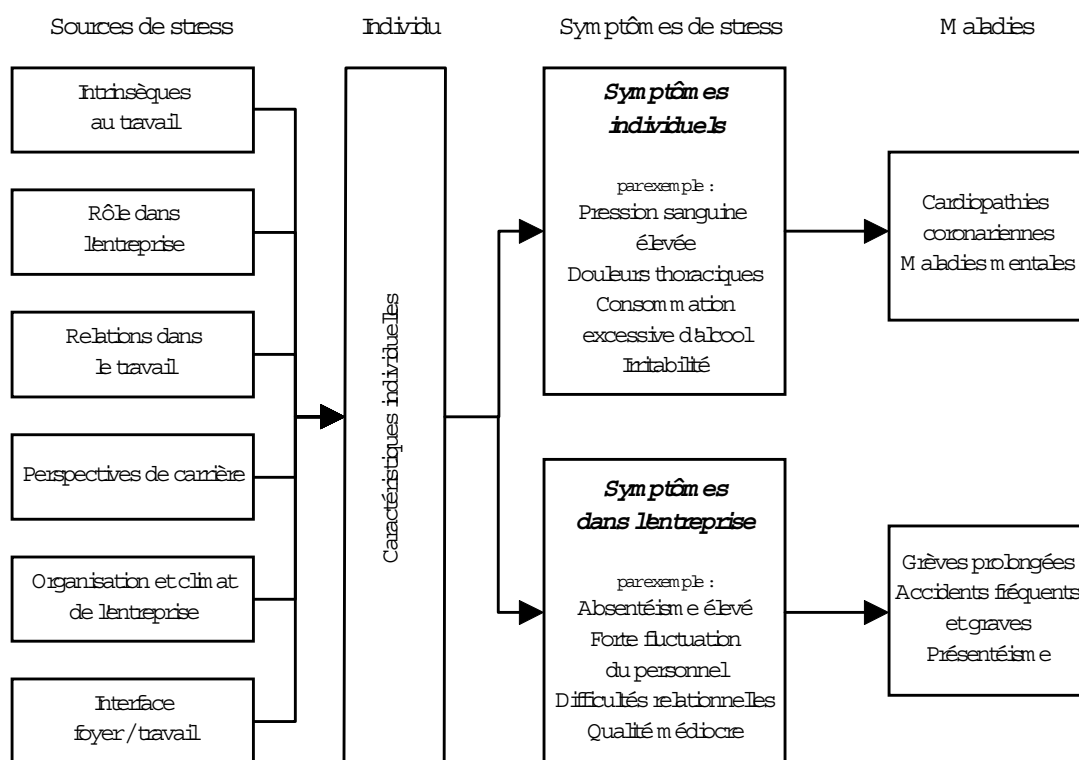 Sources de stress
Individu
Symptômes de stress
Maladies
Intrinsèques
au travail
Rôle dans
l'entreprise
Relations dans
le travail
Perspectives de carrière
Organisation et climat
de l'entreprise
Interface
foyer / travail
Caractéristiques individuelles
Symptômes
individuels
par exemple :
Pression sanguine
élevée
Douleurs thoraciques
Consommation
excessive d'alcool
Irritabilité
Symptômes
dans l'entreprise
par exemple :
Absentéisme élevé
Forte fluctuation
du personnel
Difficultés relationnelles
Qualité médiocre
Cardiopathies
coronariennes
Maladies mentales
Grèves prolongées
Accidents fréquents
et graves
Présentéisme